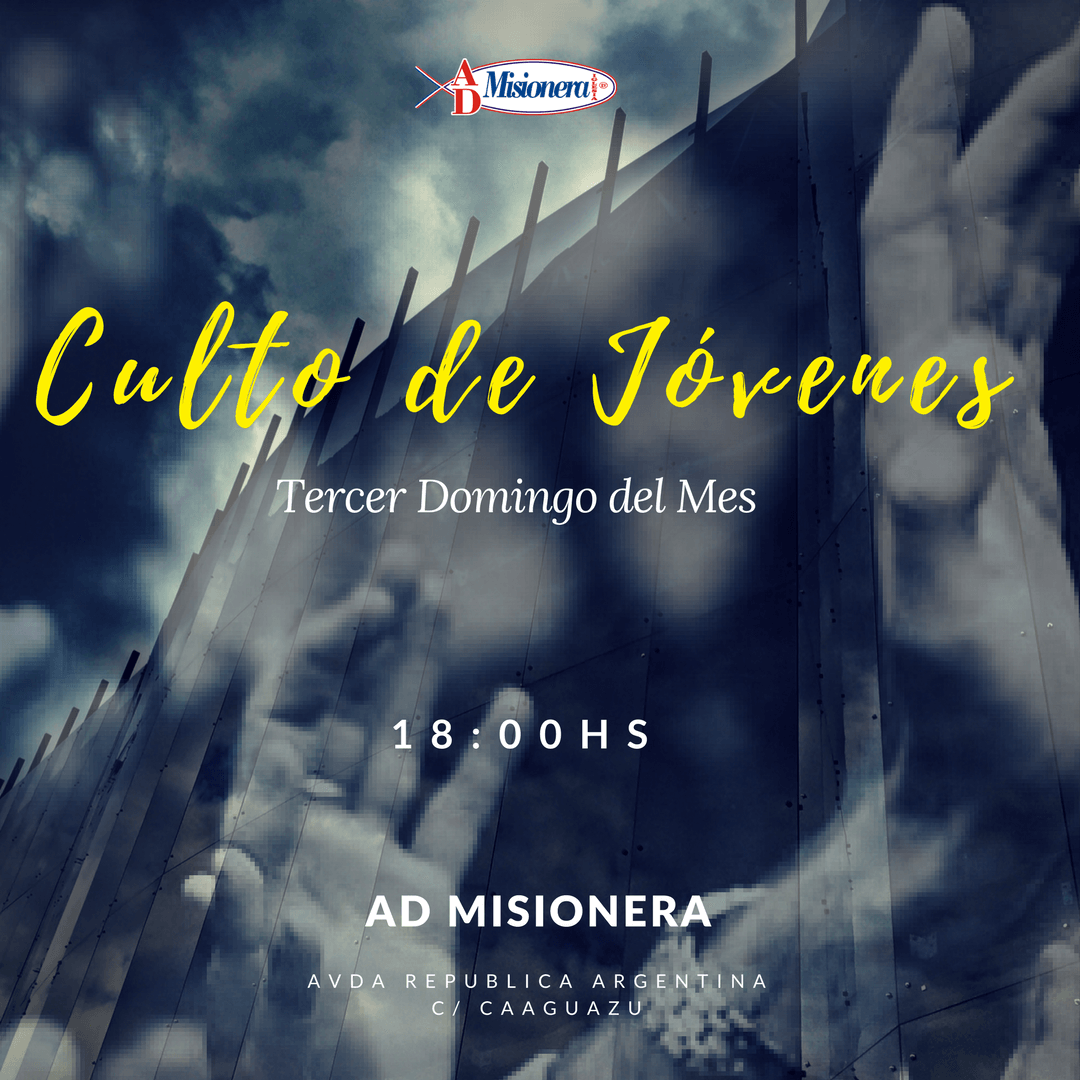 AD Misionera
Culto de Jóvenes
Tercer Domingo del Mes
18:00HS
AD MISIONERA
AVDA REPUBLICA ARGENTINA
C/ CAAGUAZU